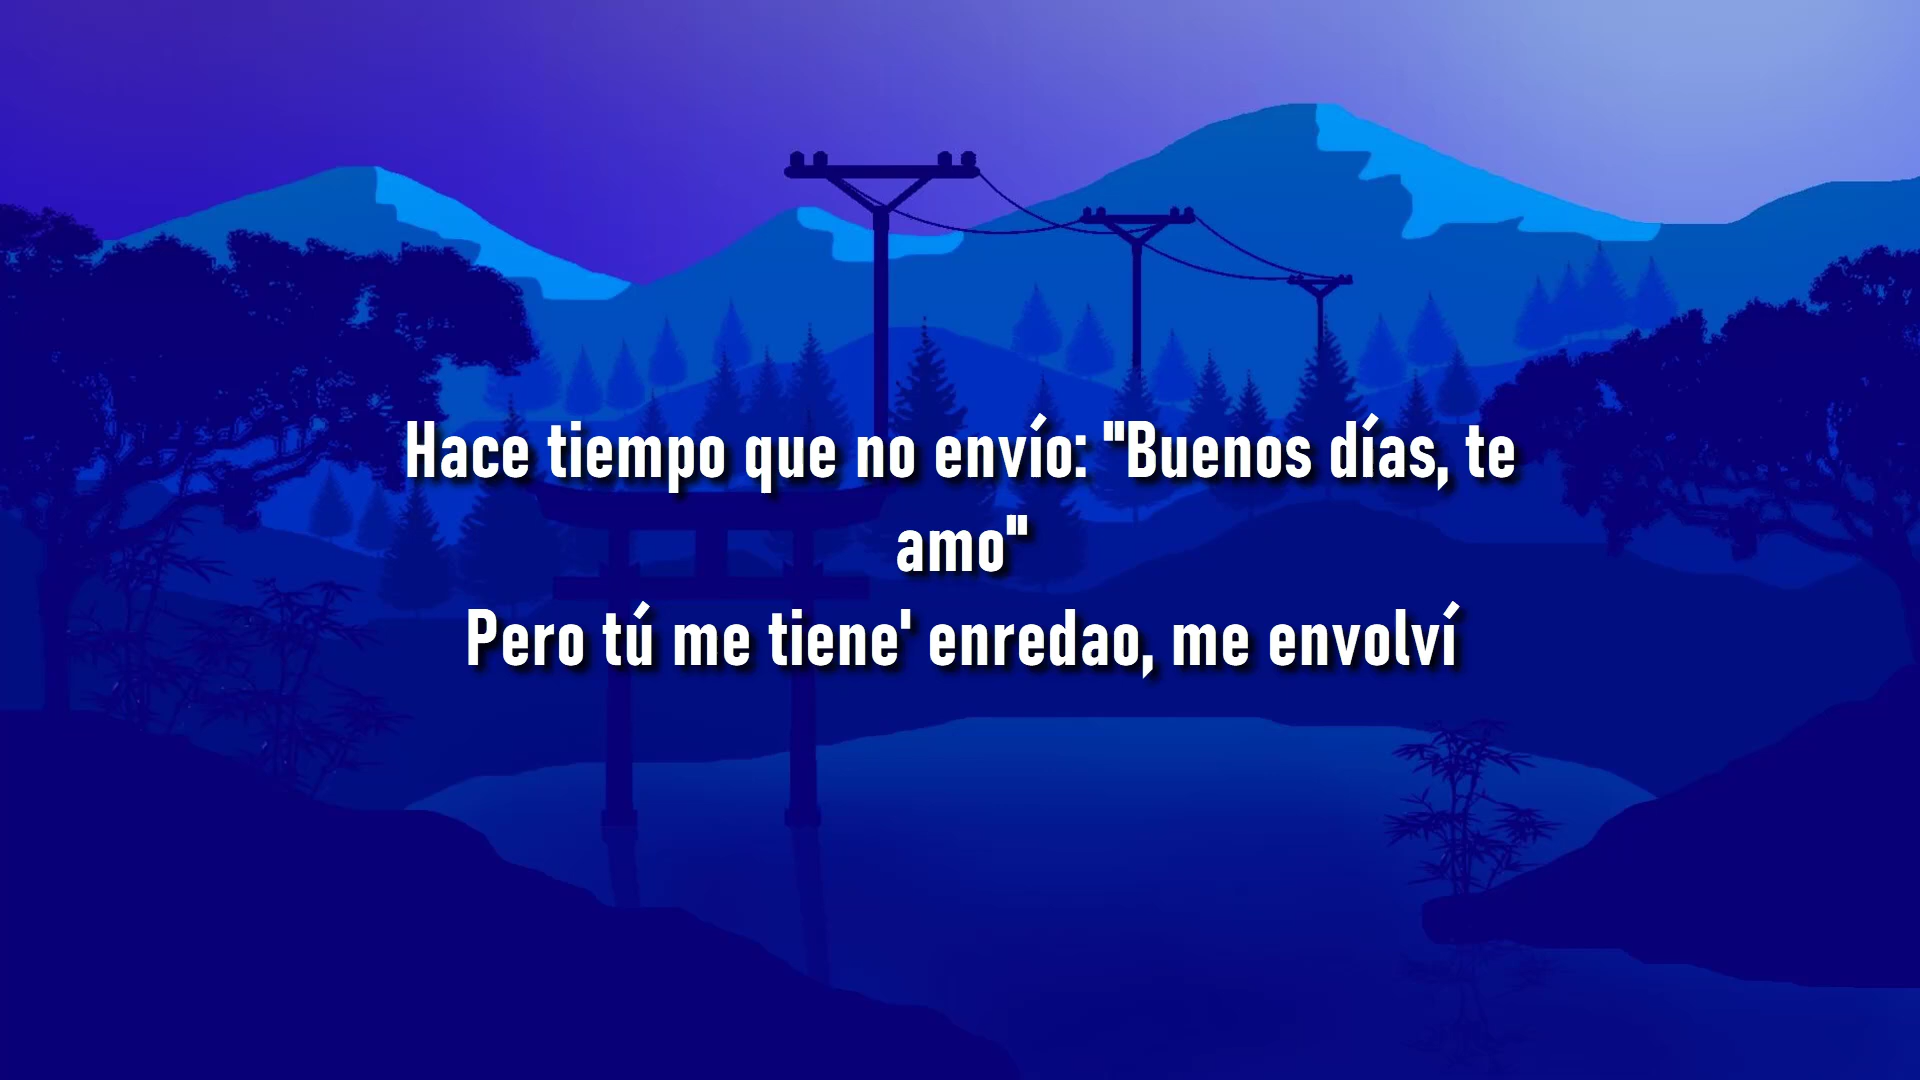 Hace tiempo que no envío: "Buenos días, te
amo"
Pero tú me tiene' enredao, me envolví